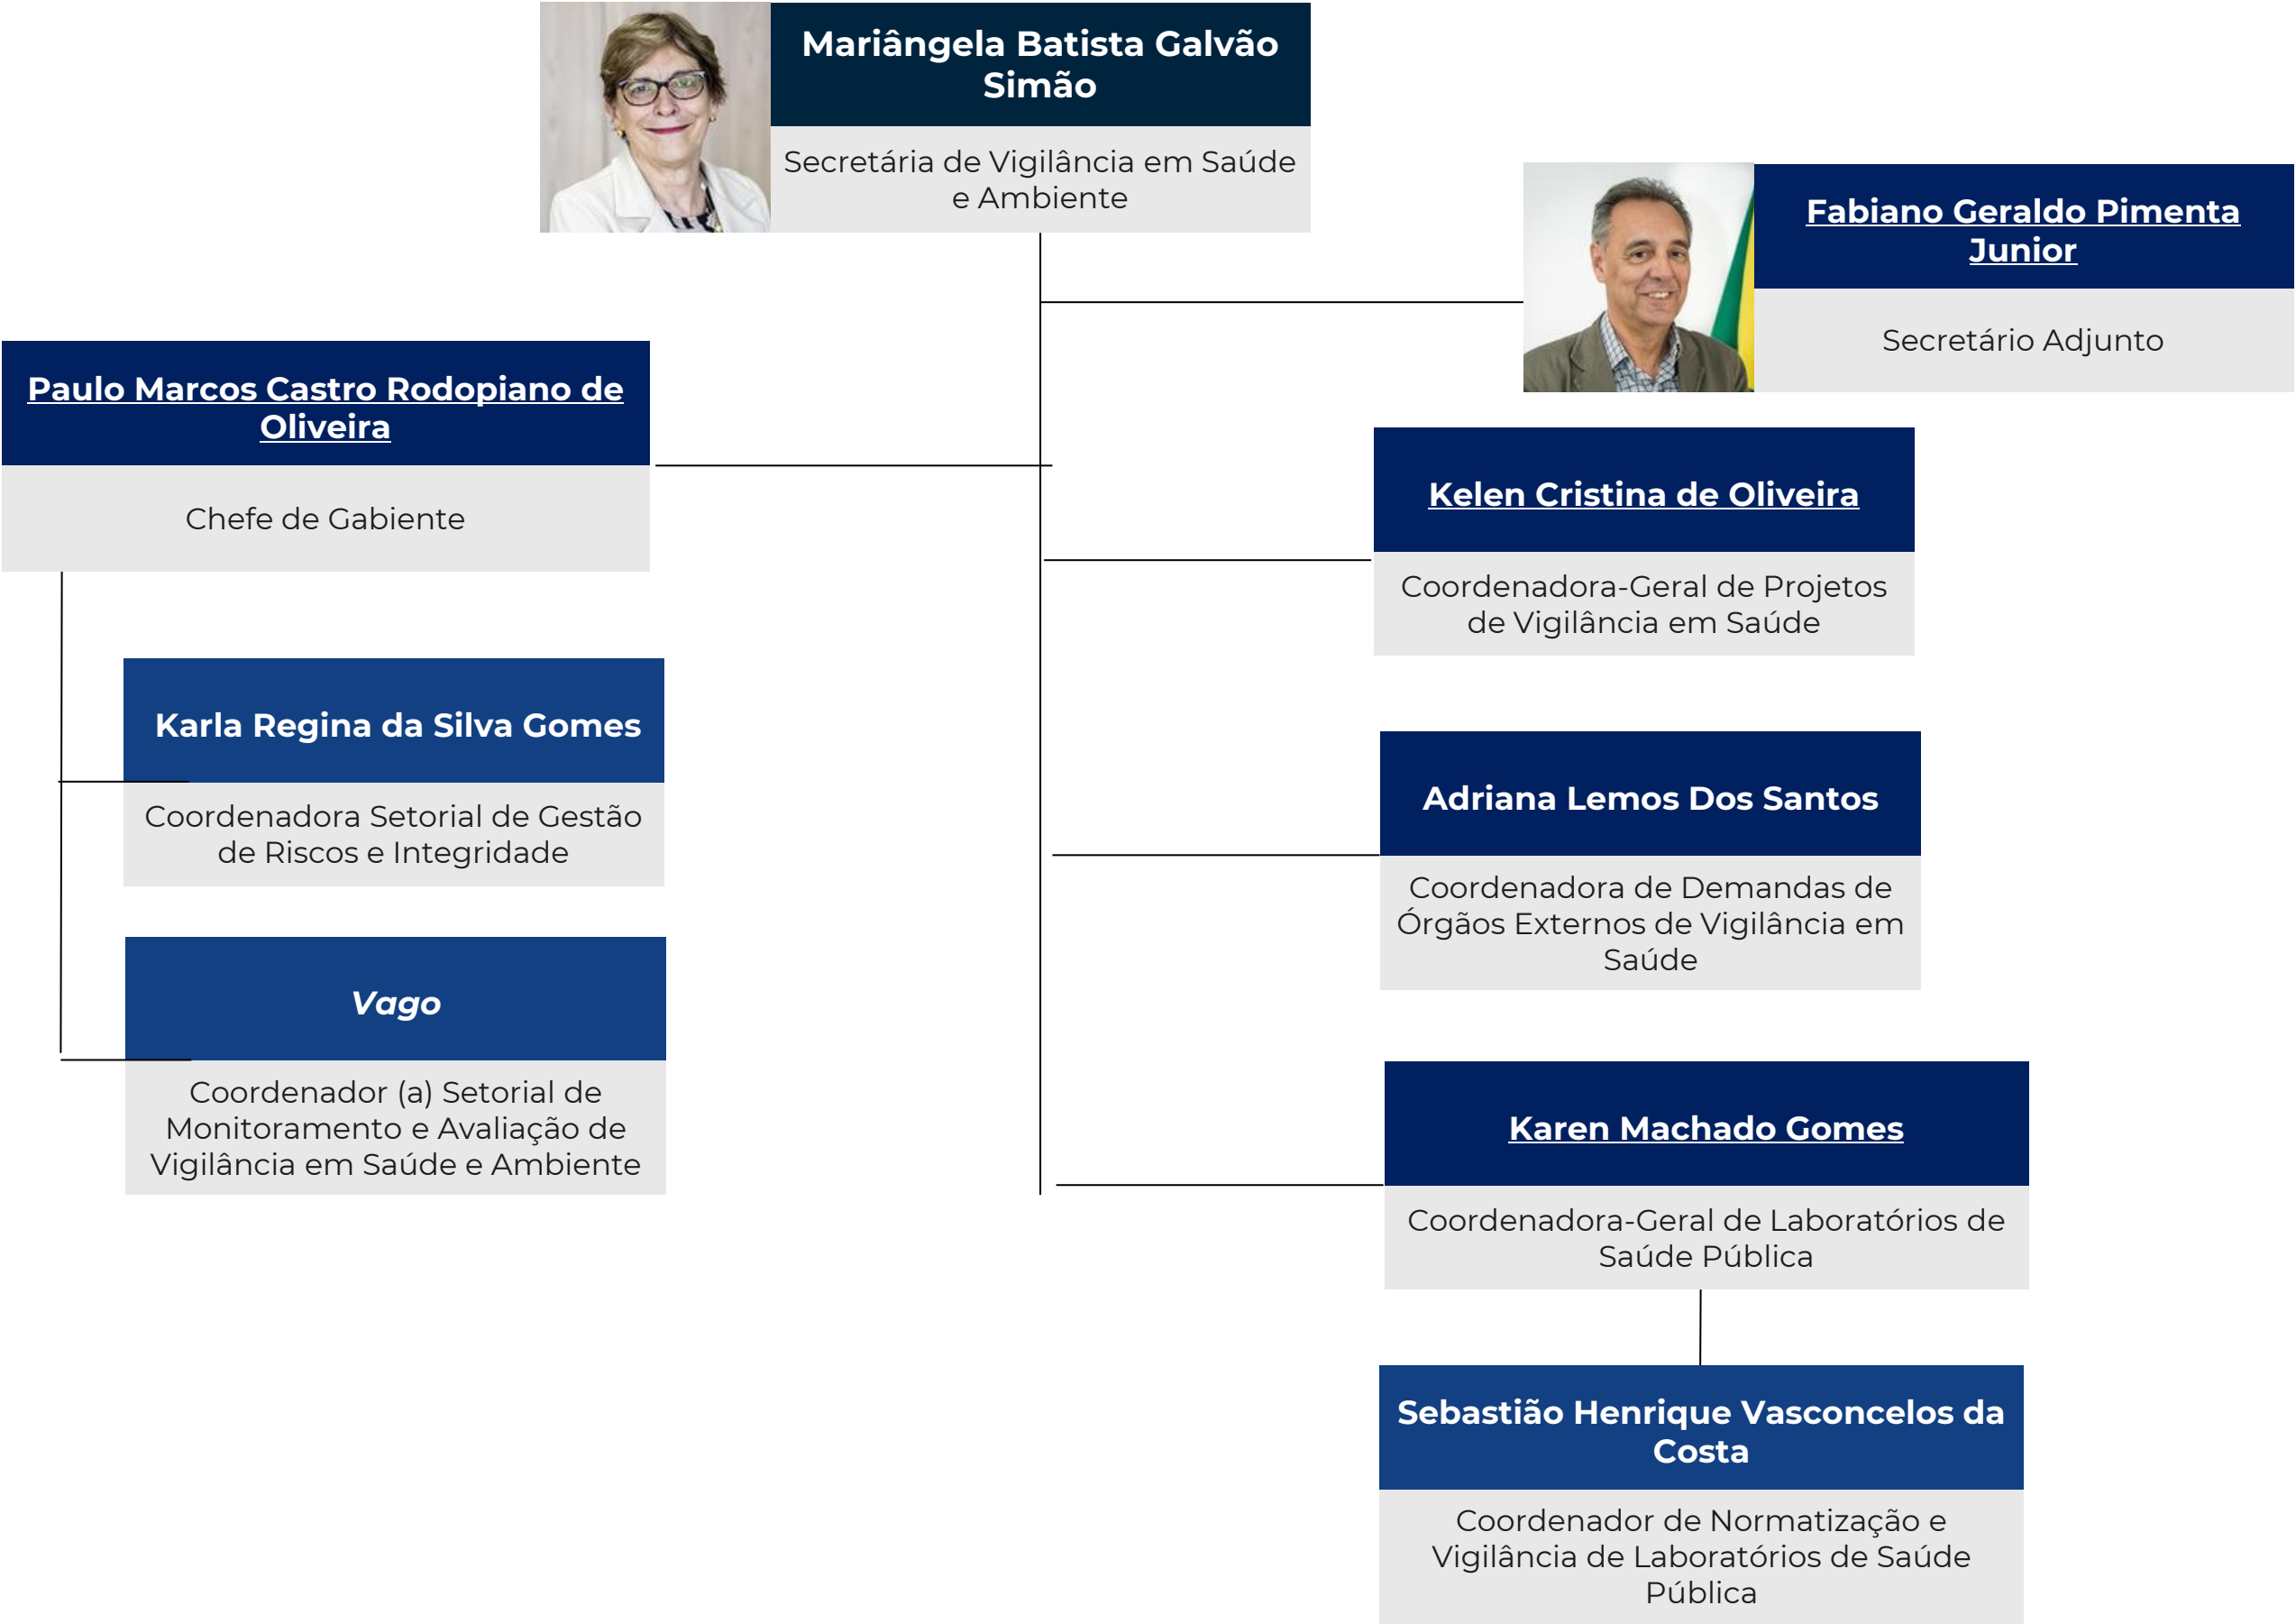 Mariângela Batista Galvão
Simão
Secretária de Vigilância em Saúde
e Ambiente
Fabiano Geraldo Pimenta
Junior
Secretário Adjunto
Paulo Marcos Castro Rodopiano de
Oliveira
Chefe de Gabiente
Kelen Cristina de Oliveira
Coordenadora-Geral de Projetos
de Vigilância em Saúde
Karla Regina da Silva Gomes
Coordenadora Setorial de Gestão
de Riscos e Integridade
Adriana Lemos Dos Santos
Coordenadora de Demandas de
Órgãos Externos de Vigilância em
Saúde
Vago
Coordenador (a) Setorial de
Monitoramento e Avaliação de
Vigilância em Saúde e Ambiente
Karen Machado Gomes
Coordenadora-Geral de Laboratórios de
Saúde Pública
Sebastião Henrique Vasconcelos da
Costa
Coordenador de Normatização e
Vigilância de Laboratórios de Saúde
Pública